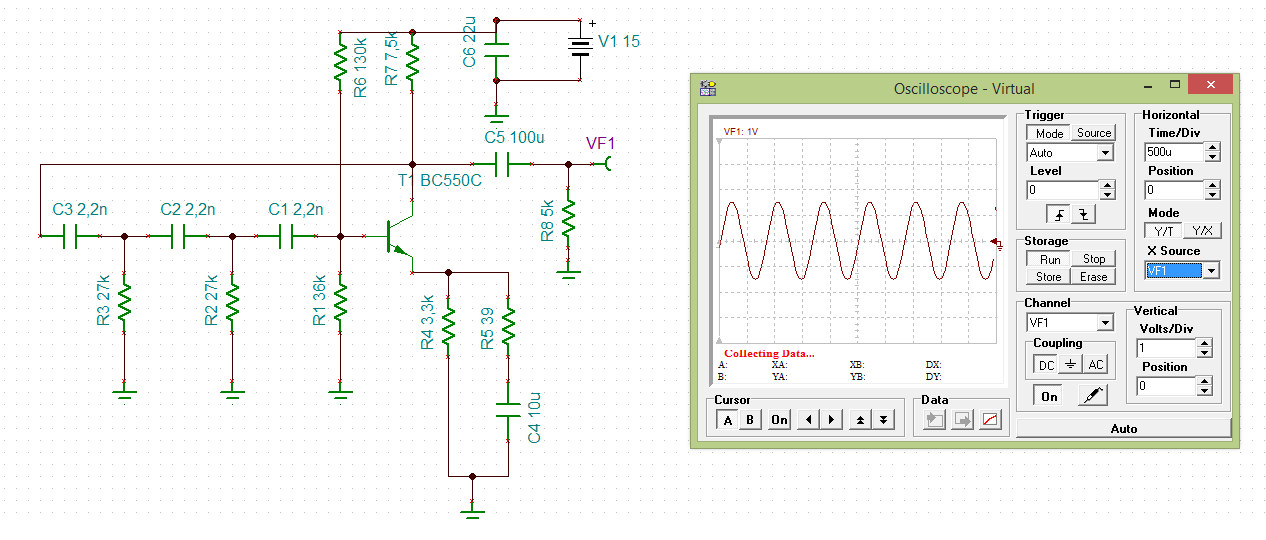 R6 130k
R7 7,5k
C6 22u
+
V1 15
C5 100u
VF1
T1 BC550C
R8 5k
C3 2,2n
C2 2,2n
C1 2,2n
R3 27k
R2 27k
R1 36k
R4 3,3k
R5 39
C4 10u
Oscilloscope - Virtual
VF1: 1V
Collecting Data...
A: XA: XB: DX:
B: YA: YB: DY:
Cursor
A B On
Data
Trigger
Mode Source
Auto
Level
0
Storage
Run Stop
Store Erase
Horizontal
Time/Div
500u
Position
0
Mode
Y/T Y/X
X Source
VF1
Channel
VF1
Coupling
DC AC
On
Vertical
Volts/Div
1
Position
0
Auto